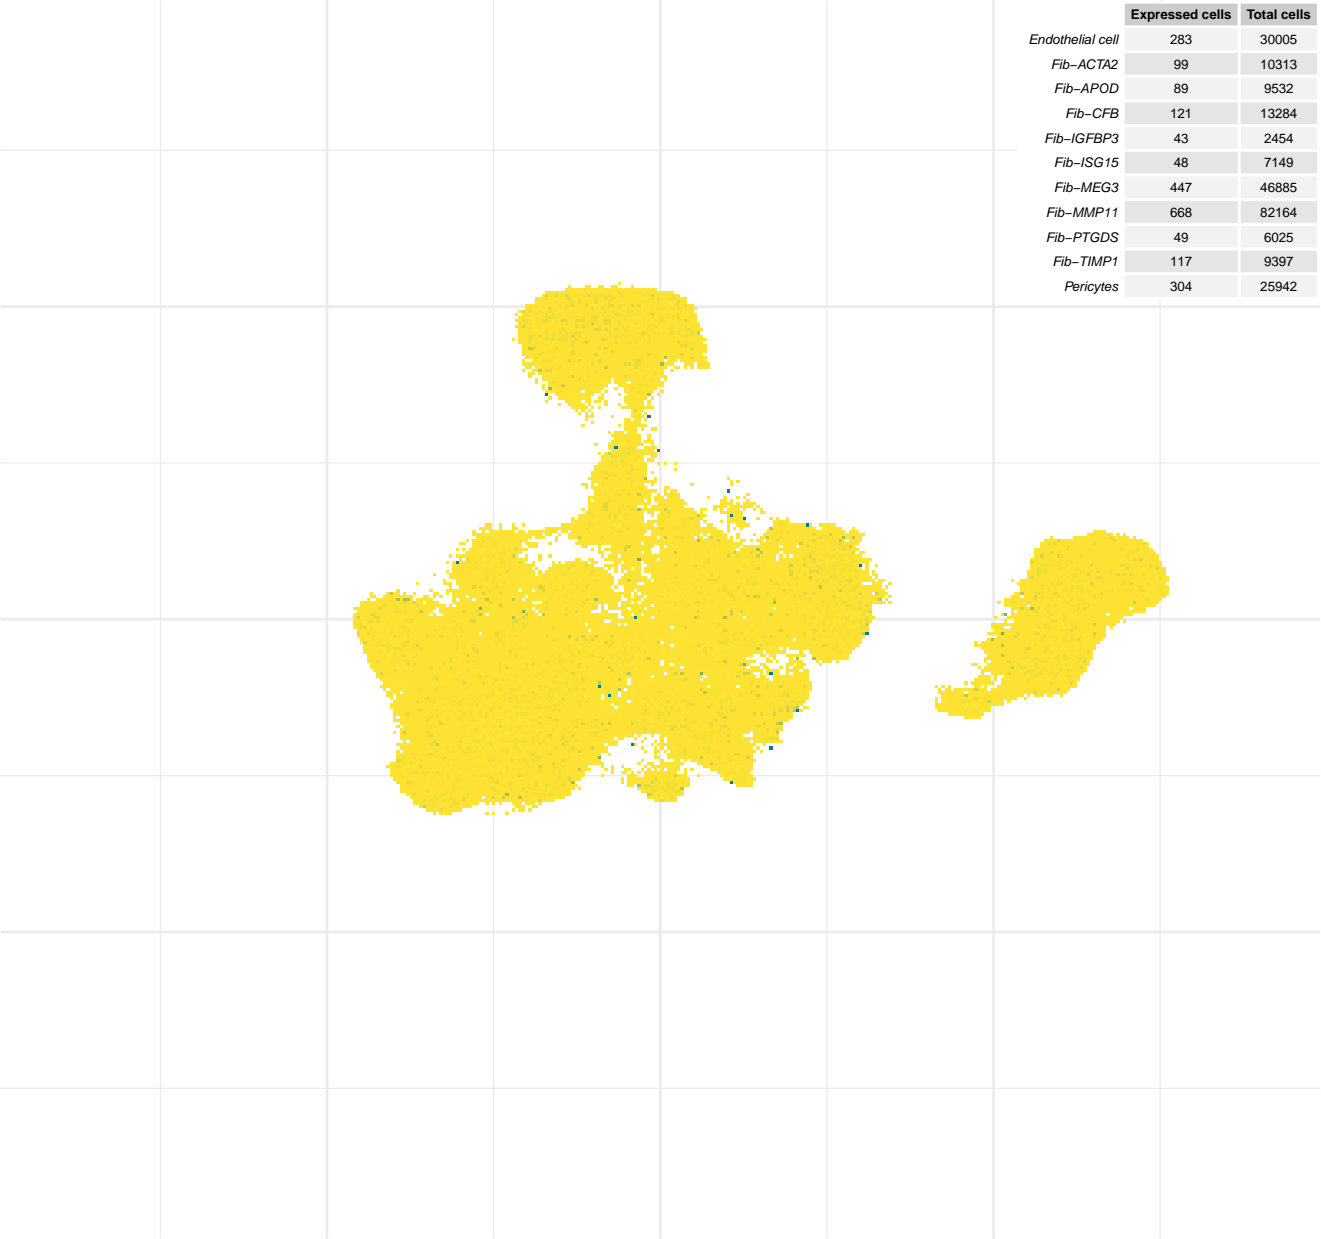 Expressed cells Total cells
Endothelial cell 283 30005
Fib−ACTA2 99 10313
Fib−APOD 89 9532
Fib−CFB 121 13284
Fib−IGFBP3 43 2454
Fib−ISG15 48 7149
Fib−MEG3 447 46885
Fib−MMP11 668 82164
Fib−PTGDS 49 6025
Fib−TIMP1 117 9397
Pericytes 304 25942